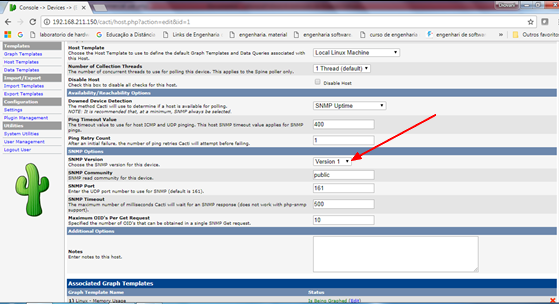 Console -> Devices -> (E
192.168.211.150/cacti/host.php?action=edit&id=1
laboratorio de hardw
Educação a Distância
Links de Engenharia
engenharia material
engenharia software
engenharia de softwar
engenharia de softw
Templates
Graph Templates
Host Templates
Data Templates
Import/Export
Import Templates
Export Templates
Configuration
Settings
Plugin Management
Utilities
System Utilities
User Management
Logout User
Host Template
Choose the Host Template to use to define the default Graph Templates and Data Queries associated with this Host.
Local Linux Machine
Number of Collection Threads
The number of concurrent threads to use for polling this device. This applies to the Spine poller only.
1 Thread (default)
Disable Host
Check this box to disable all checks for this host.
Disable Host
Availability/Reachability Options
Downed Device Detection
The method Cacti will use to determine if a host is available for polling.
NOTE: It is recommended that, at a minimum, SNMP always be selected.
SNMP Uptime
Ping Timeout Value
The timeout value to use for host ICMP and UDP pinging. This host SNMP timeout value applies for SNMP pings.
400
Ping Retry Count
After an initial failure, the number of ping retries Cacti will attempt before failing.
1
SNMP Options
SNMP Version
Choose the SNMP version for this device.
Version 1
SNMP Community
SNMP read community for this device.
public
SNMP Port
Enter the UDP port number to use for SNMP (default is 161).
161
SNMP Timeout
The maximum number of milliseconds Cacti will wait for an SNMP response (does not work with php-snmp support).
500
Maximum OID's Per Get Request
Specified the number of OID's that can be obtained in a single SNMP Get request.
10
Additional Options
Notes
Enter notes to this host.
Associated Graph Templates
Graph Template Name
Status
1) Linux - Memory Usage
Is Being Graphed (Edit)